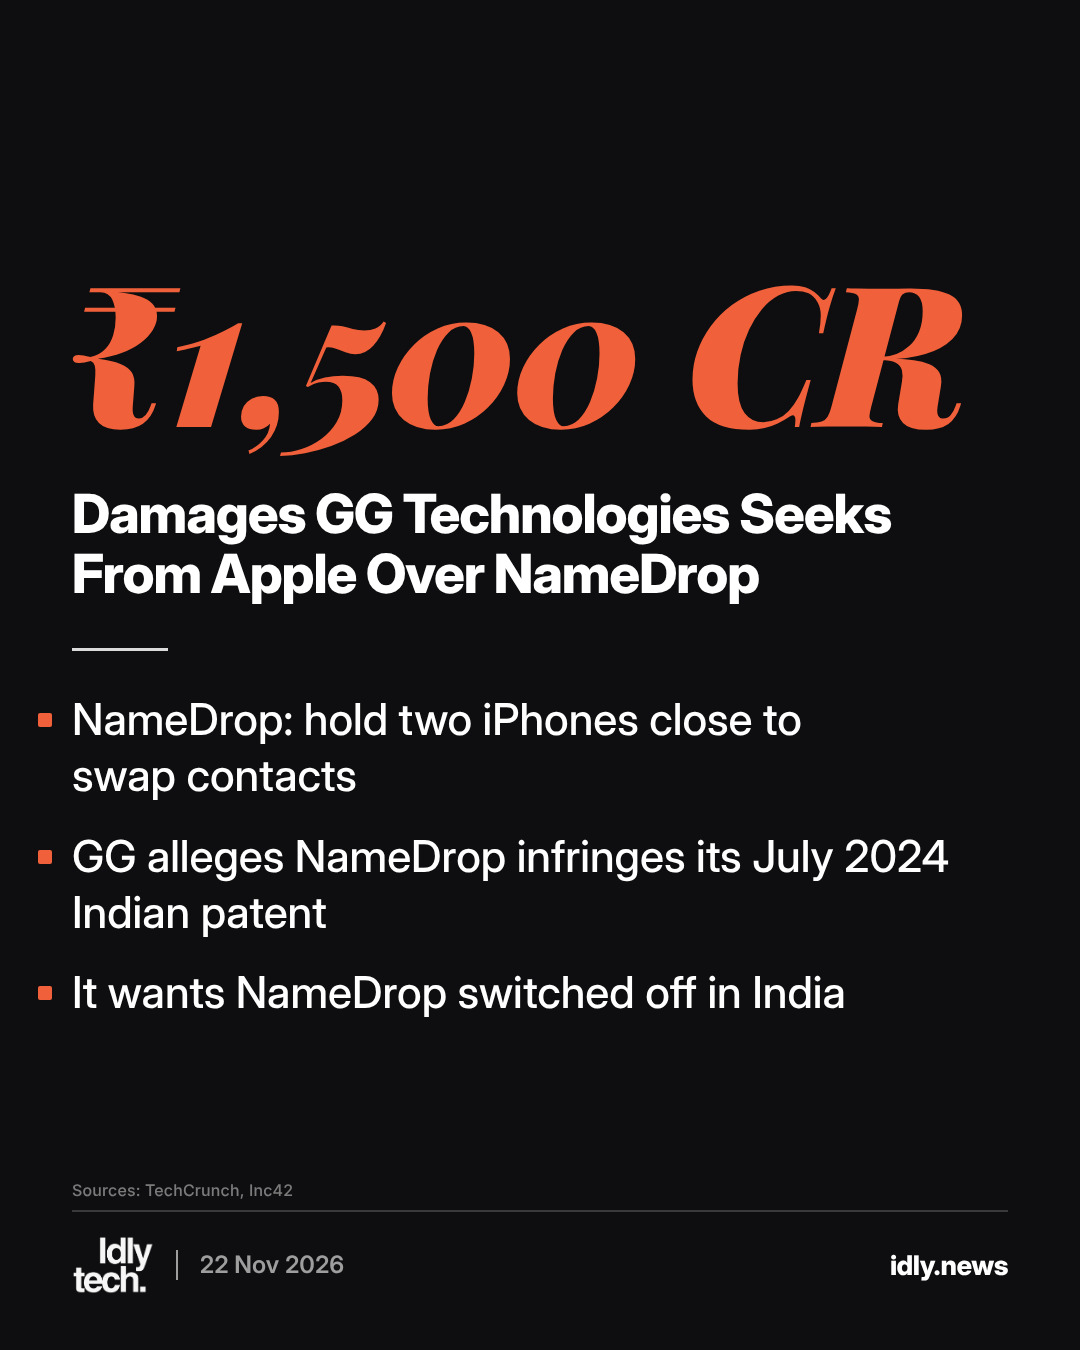 ₹1,500 CR
Damages GG Technologies Seeks
From Apple Over NameDrop
NameDrop: hold two iPhones close to
swap contacts
GG alleges NameDrop infringes its July 2024
Indian patent
It wants NameDrop switched off in India
Sources: TechCrunch, Inc42
Idly
tech.
22 Nov 2026
idly.news